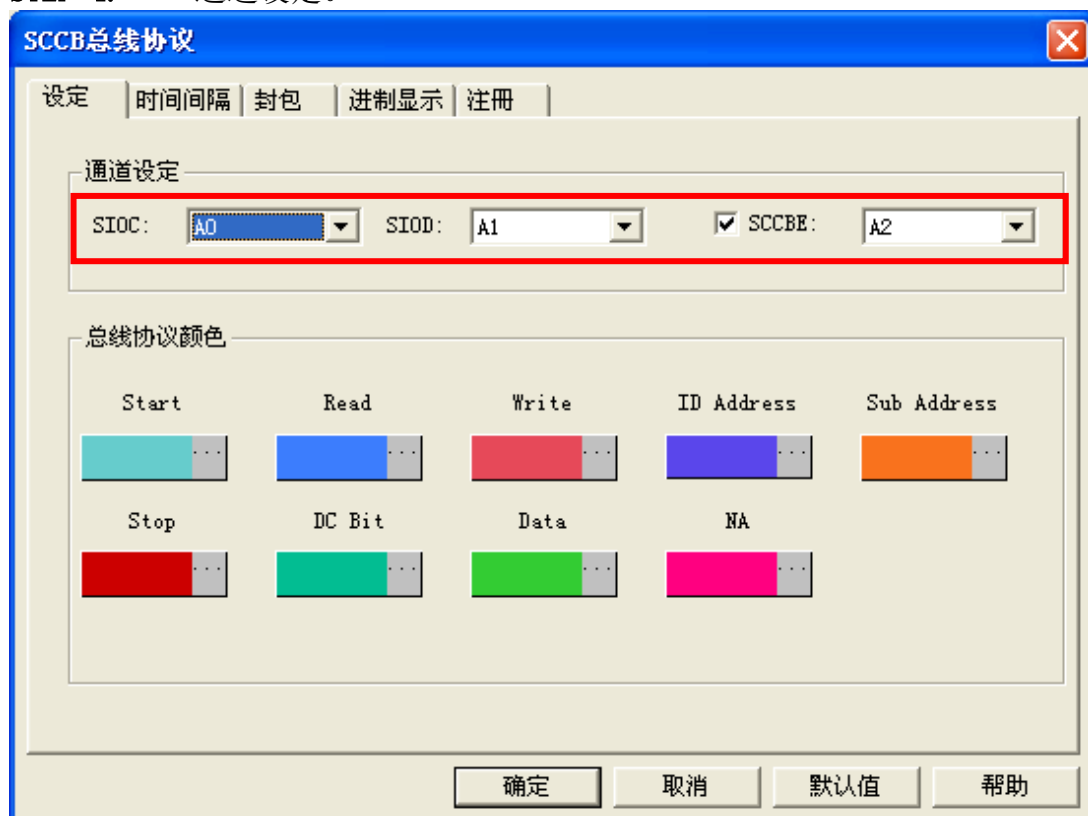 SCCB总线协议
设定 时间间隔 封包 进制显示 注冊
通道设定
SIOC: A0 SIOD: A1 SCCBE: A2
总线协议颜色
Start Read Write ID Address Sub Address
... ... ... ... ...
Stop DC Bit Data NA
... ... ... ...
确定 取消 默认值 帮助